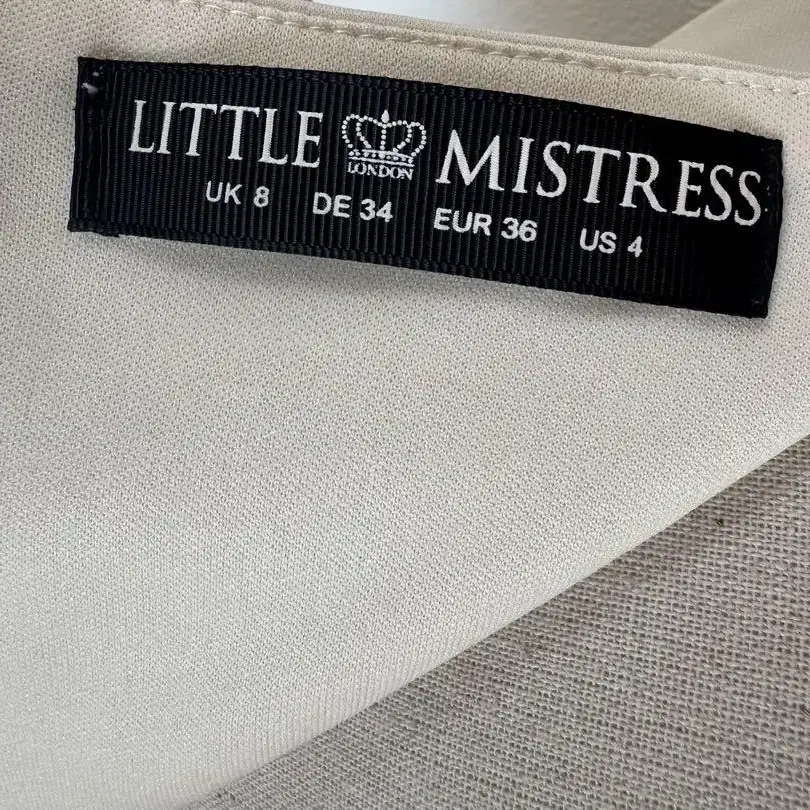 LITTLE LONDON MISTRESS
UK 8 DE 34 EUR 36 US 4